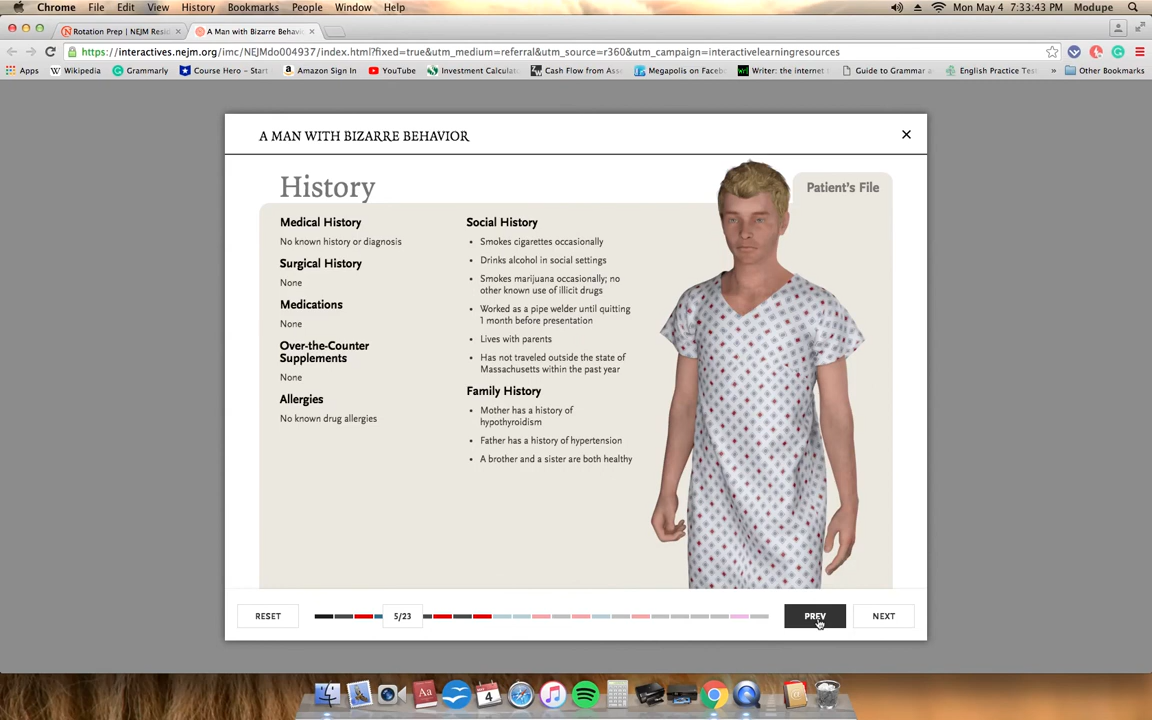 Chrome File Edit View History Bookmarks People Window Help Mon May 4 7:33:43 PM Modupe
Rotation Prep | NEJM Resi A Man with Bizarre Behavi
https://interactives.nejm.org/imc/NEJMdo004937/index.html?fixed=true&utm_medium=referral&utm_source=r360&utm_campaign=interactivelearningresources
Apps Wikipedia Grammarly Course Hero – Start Amazon Sign In YouTube Investment Calculat Cash Flow from Ass Megapolis on Faceb Writer: the internet Guide to Grammar a English Practice Tes » Other Bookmarks
A MAN WITH BIZARRE BEHAVIOR
History
Patient's File
Medical History
No known history or diagnosis
Surgical History
None
Medications
None
Over-the-Counter
Supplements
None
Allergies
No known drug allergies
Social History
• Smokes cigarettes occasionally
• Drinks alcohol in social settings
• Smokes marijuana occasionally; no
other known use of illicit drugs
• Worked as a pipe welder until quitting
1 month before presentation
• Lives with parents
• Has not traveled outside the state of
Massachusetts within the past year
Family History
• Mother has a history of
hypothyroidism
• Father has a history of hypertension
• A brother and a sister are both healthy
RESET 5/23 PREV NEXT